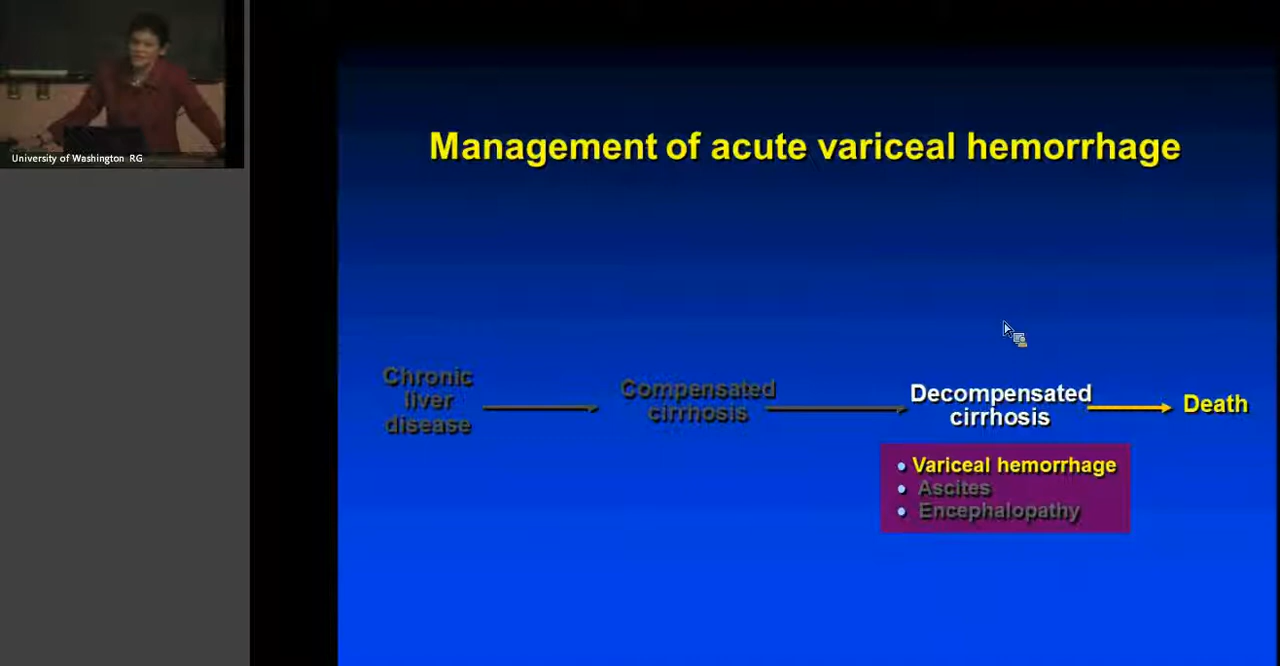 University of Washington RG
Management of acute variceal hemorrhage
Chronic
liver
disease
Compensated
cirrhosis
Decompensated
cirrhosis
Death
• Variceal hemorrhage
• Ascites
• Encephalopathy